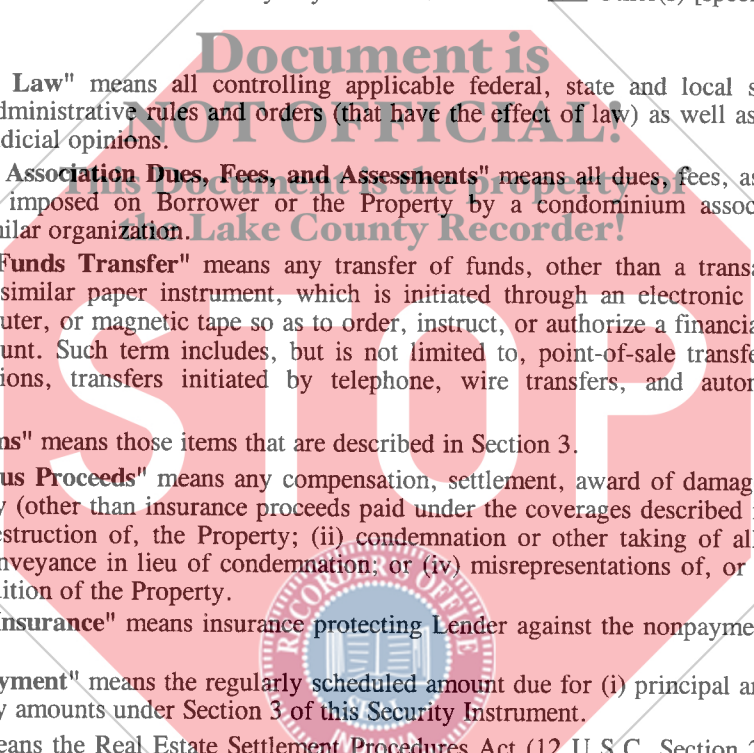 Document is
Law" means all controlling applicable federal, state and local s
dministrative rules and orders (that have the effect of law) as well as
NOT OFFICIAL!
dicial opinions.
Association Dues, Fees, and Assessments" means all dues, fees, as
This Document is the property of
imposed on Borrower or the Property by a condominium assoc
the Lake County Recorder!
nilar organization.
Funds Transfer" means any transfer of funds, other than a transa
similar paper instrument, which is initiated through an electronic
uter, or magnetic tape so as to order, instruct, or authorize a financia
unt. Such term includes, but is not limited to, point-of-sale transfe
ions, transfers initiated by telephone, wire transfers, and autor
STOP
ns" means those items that are described in Section 3.
us Proceeds" means any compensation, settlement, award of damag
y (other than insurance proceeds paid under the coverages described
estruction of, the Property; (ii) condemnation or other taking of al
nveyance in lieu of condemnation; or (iv) misrepresentations of, or
ition of the Property.
RECORDER'S OFFICE
Insurance" means insurance protecting Lender against the nonpayme
yment" means the regularly scheduled amount due for (i) principal a
y amounts under Section 3 of this Security Instrument.
SEAL
INDIANA
eans the Real Estate Settlement Procedures Act (12 U.S.C. Section